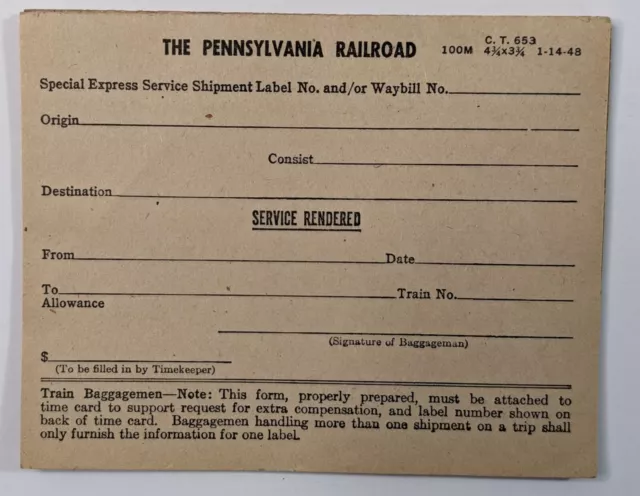 THE PENNSYLVANIA RAILROAD
C. T. 653
100M 4¾x3¾ 1-14-48
Special Express Service Shipment Label No. and/or Waybill No.
Origin
Consist
Destination
SERVICE RENDERED
From Date
To Train No.
Allowance
(Signature of Baggageman)
$
(To be filled in by Timekeeper)
Train Baggagemen—Note: This form, properly prepared, must be attached to
time card to support request for extra compensation, and label number shown on
back of time card. Baggagemen handling more than one shipment on a trip shall
only furnish the information for one label.